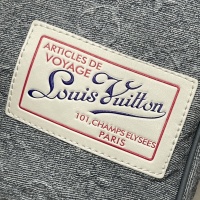 ARTICLES DE
VOYAGE
Louis Vuitton
101, CHAMPS ELYSEES
PARIS